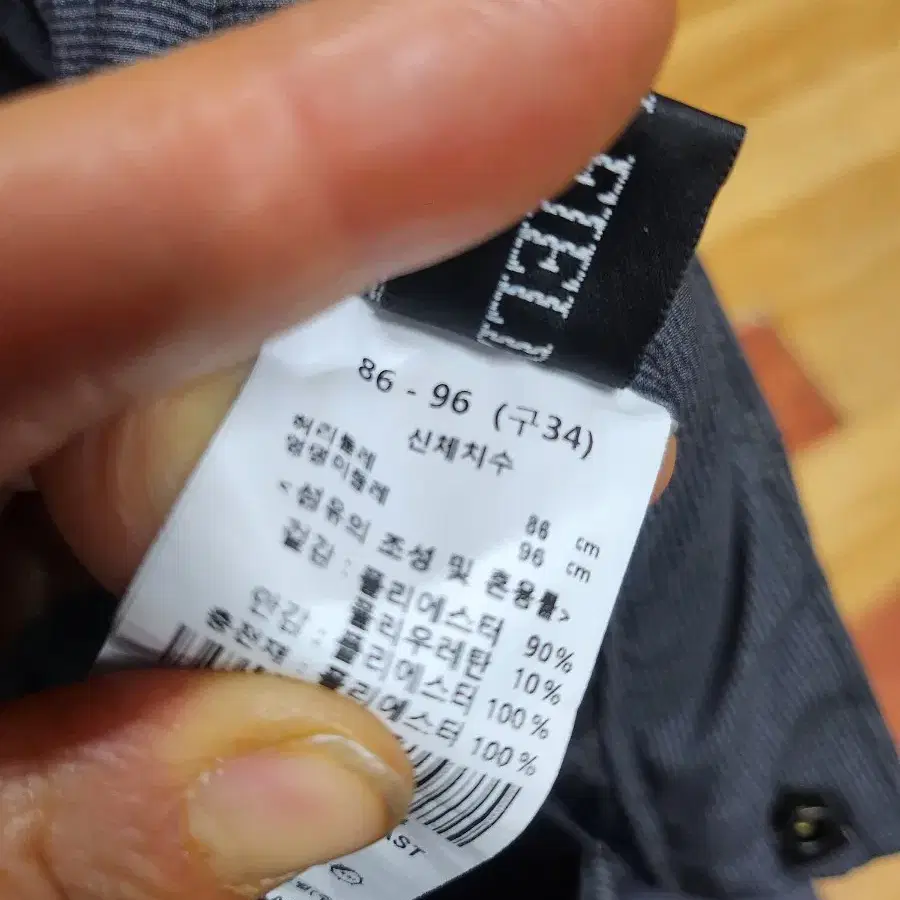 86 - 96 (구34)
신체치수
허리둘레 86 cm
엉덩이둘레 96 cm
<섬유의 조성 및 혼용률>
겉감 : 폴리에스터 90%
폴리우레탄 10%
안감 : 폴리에스터 100%
충전재 : 폴리에스터 100%